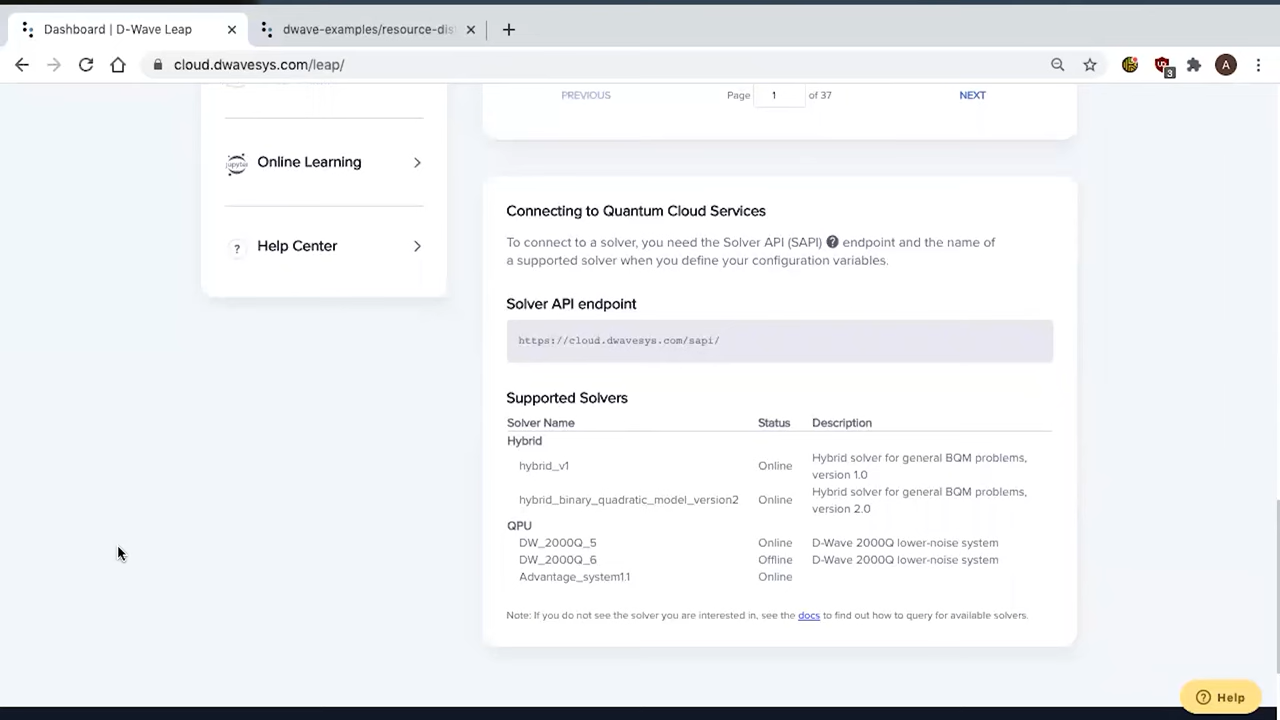 Dashboard | D-Wave Leap
dwave-examples/resource-dis
cloud.dwavesys.com/leap/
3
A
PREVIOUS
Page 1 of 37
NEXT
jupyter
Online Learning
? Help Center
Connecting to Quantum Cloud Services
To connect to a solver, you need the Solver API (SAPI) ? endpoint and the name of
a supported solver when you define your configuration variables.
Solver API endpoint
https://cloud.dwavesys.com/sapi/
Supported Solvers
Solver Name Status Description
Hybrid
hybrid_v1 Online Hybrid solver for general BQM problems,
version 1.0
hybrid_binary_quadratic_model_version2 Online Hybrid solver for general BQM problems,
version 2.0
QPU
DW_2000Q_5 Online D-Wave 2000Q lower-noise system
DW_2000Q_6 Offline D-Wave 2000Q lower-noise system
Advantage_system1.1 Online
Note: If you do not see the solver you are interested in, see the docs to find out how to query for available solvers.
? Help